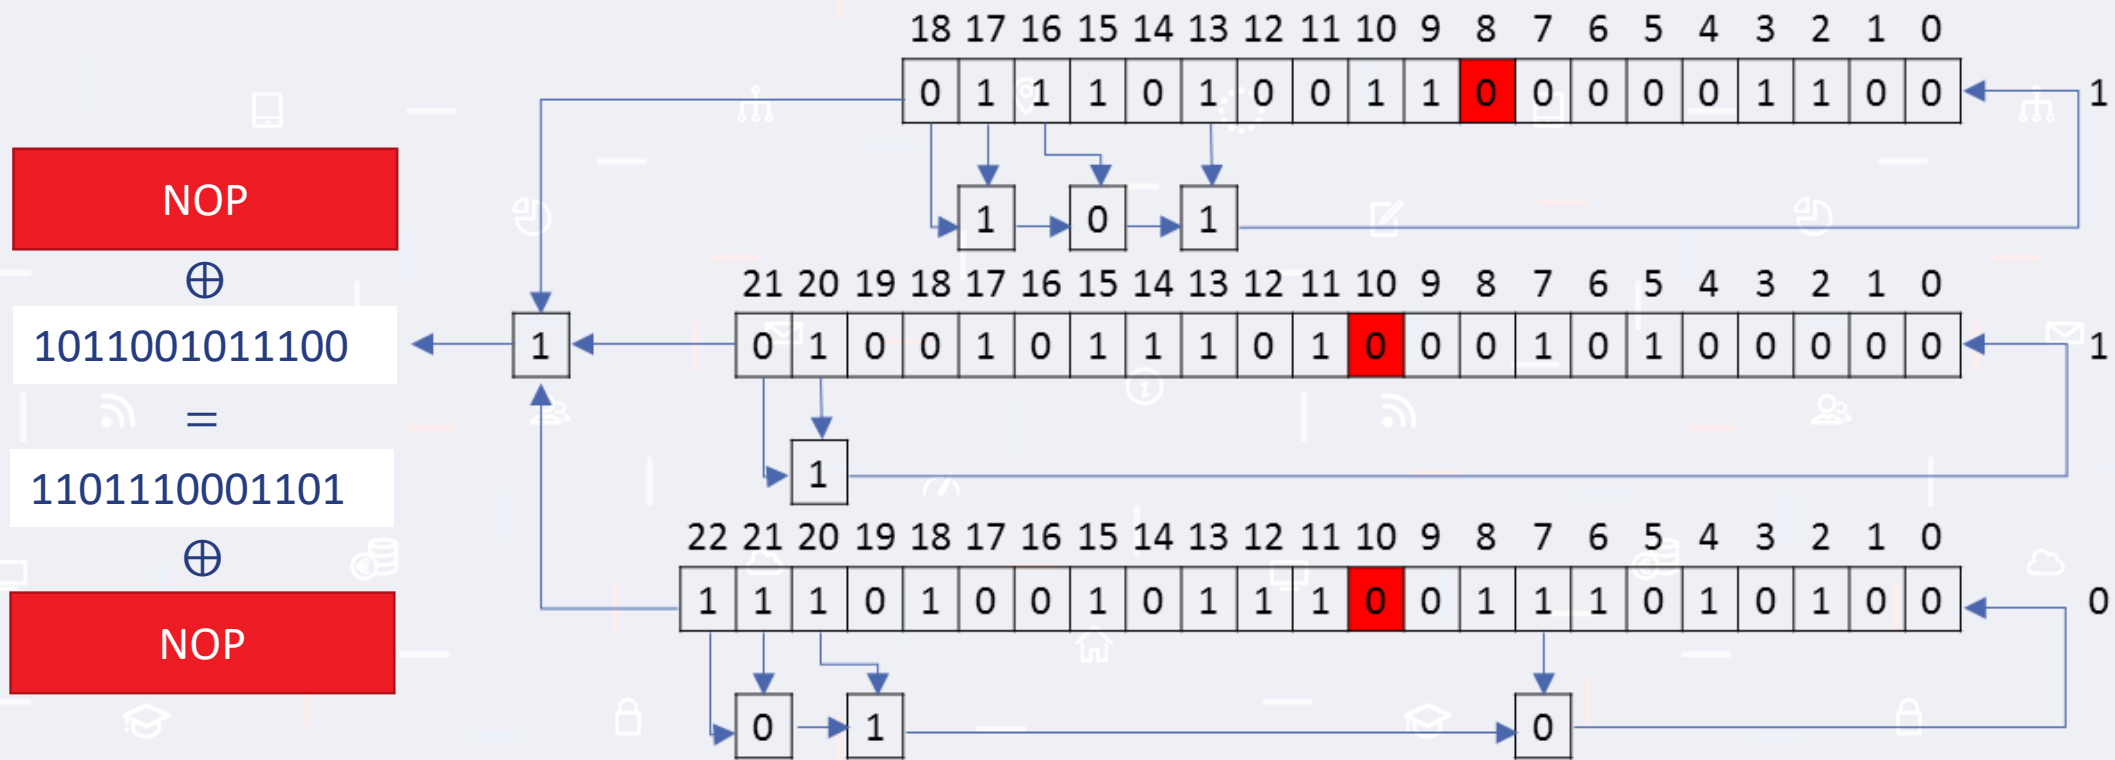 18 17 16 15 14 13 12 11 10 9 8 7 6 5 4 3 2 1 0
0 1 1 1 0 1 0 0 1 1 0 0 0 0 0 1 1 0 0 1
NOP
1 0 1
⊕
21 20 19 18 17 16 15 14 13 12 11 10 9 8 7 6 5 4 3 2 1 0
1011001011100
1 0 1 0 0 1 0 1 1 1 0 1 0 0 0 1 0 1 0 0 0 0 0 1
=
1
1101110001101
22 21 20 19 18 17 16 15 14 13 12 11 10 9 8 7 6 5 4 3 2 1 0
⊕
1 1 1 0 1 0 0 1 0 1 1 1 0 0 1 1 1 0 1 0 1 0 0 0
NOP
0 1 0